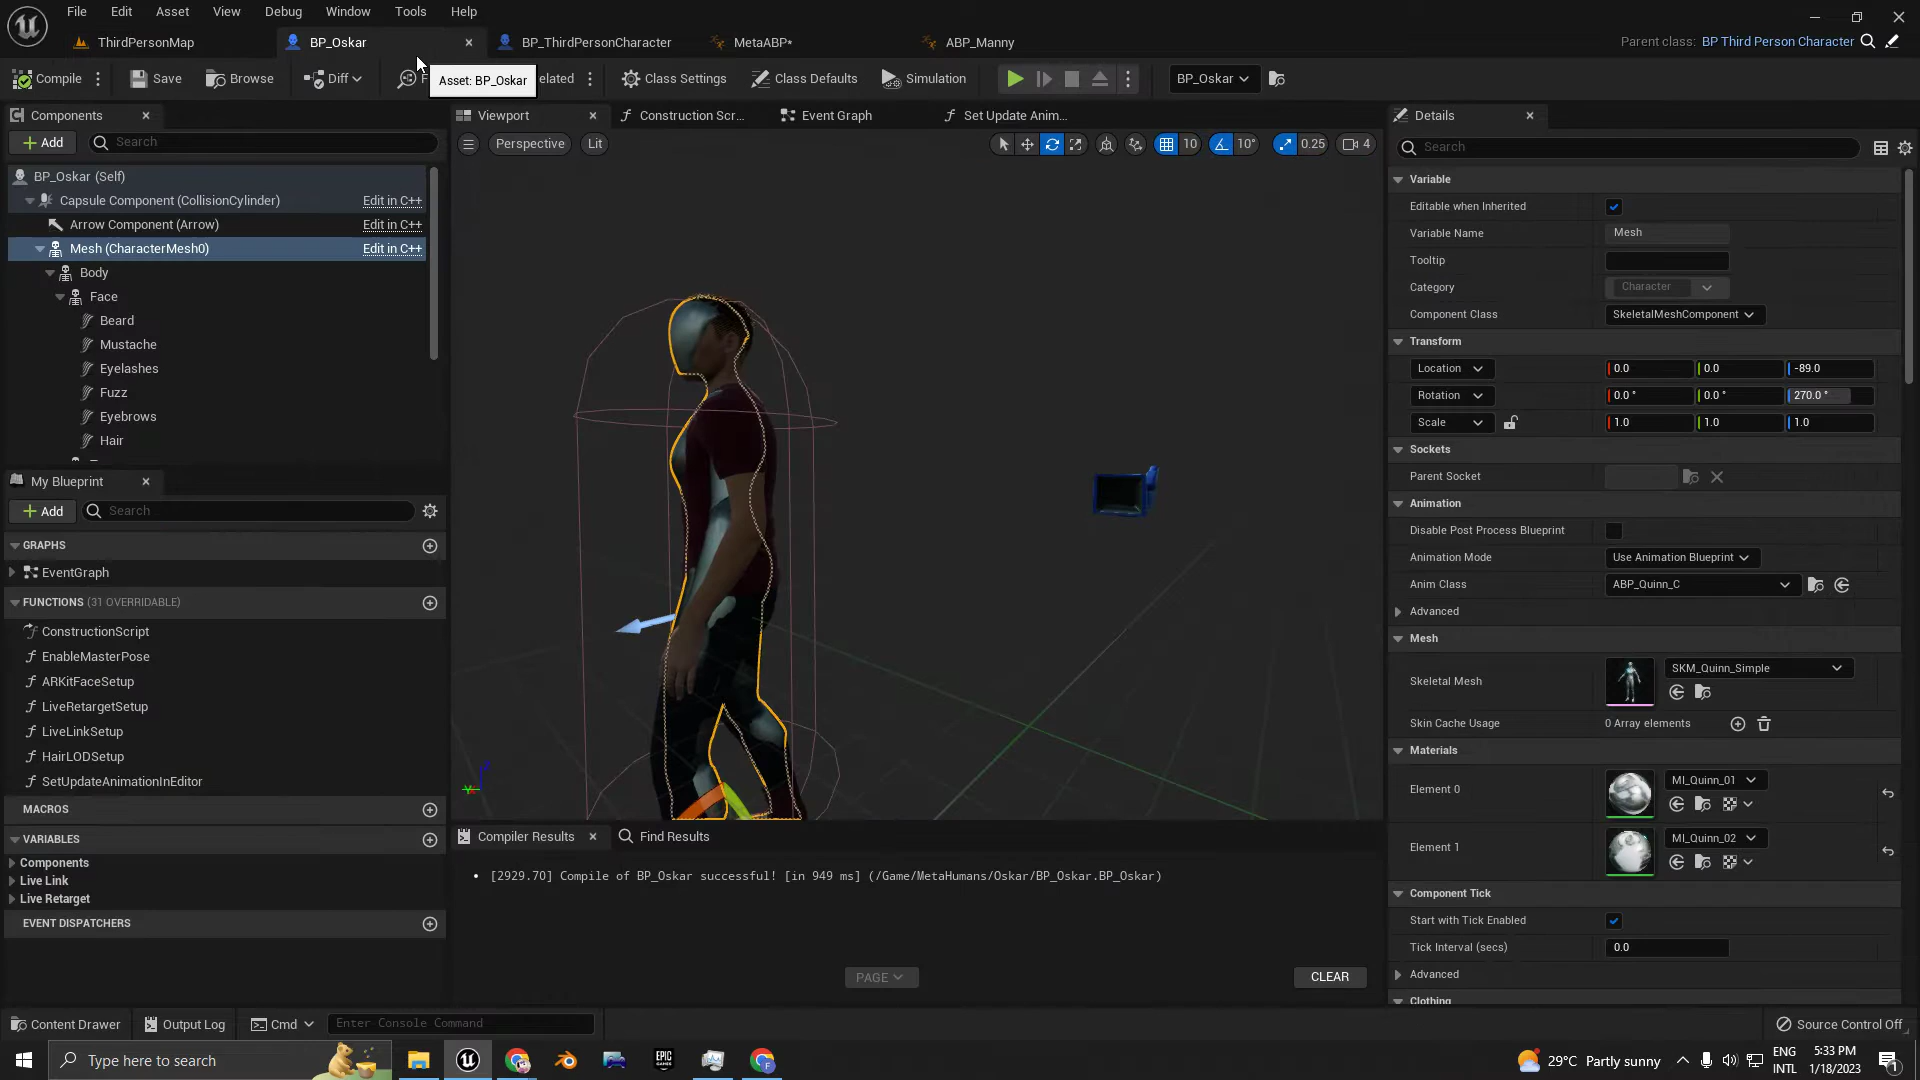 File Edit Asset View Debug Window Tools Help
ThirdPersonMap BP_Oskar BP_ThirdPersonCharacter MetaABP* ABP_Manny Parent class: BP Third Person Character
Compile Save Browse Diff F elated Class Settings Class Defaults Simulation BP_Oskar
Asset: BP_Oskar
Components
Add Search
BP_Oskar (Self)
Capsule Component (CollisionCylinder) Edit in C++
Arrow Component (Arrow) Edit in C++
Mesh (CharacterMesh0) Edit in C++
Body
Face
Beard
Mustache
Eyelashes
Fuzz
Eyebrows
Hair
My Blueprint
Add Search
GRAPHS
EventGraph
FUNCTIONS (31 OVERRIDABLE)
ConstructionScript
EnableMasterPose
ARKitFaceSetup
LiveRetargetSetup
LiveLinkSetup
HairLODSetup
SetUpdateAnimationInEditor
MACROS
VARIABLES
Components
Live Link
Live Retarget
EVENT DISPATCHERS
Viewport Construction Scr... Event Graph Set Update Anim...
Perspective Lit 10 10° 0.25 4
Compiler Results Find Results
[2929.70] Compile of BP_Oskar successful! [in 949 ms] (/Game/MetaHumans/Oskar/BP_Oskar.BP_Oskar)
PAGE CLEAR
Details
Search
Variable
Editable when Inherited
Variable Name Mesh
Tooltip
Category Character
Component Class SkeletalMeshComponent
Transform
Location 0.0 0.0 -89.0
Rotation 0.0 ° 0.0 ° 270.0 °
Scale 1.0 1.0 1.0
Sockets
Parent Socket
Animation
Disable Post Process Blueprint
Animation Mode Use Animation Blueprint
Anim Class ABP_Quinn_C
Advanced
Mesh
Skeletal Mesh SKM_Quinn_Simple
Skin Cache Usage 0 Array elements
Materials
Element 0 MI_Quinn_01
Element 1 MI_Quinn_02
Component Tick
Start with Tick Enabled
Tick Interval (secs) 0.0
Advanced
Clothing
Content Drawer Output Log Cmd Enter Console Command Source Control Off
Type here to search EPIC GAMES 29°C Partly sunny ENG INTL 5:33 PM 1/18/2023 1